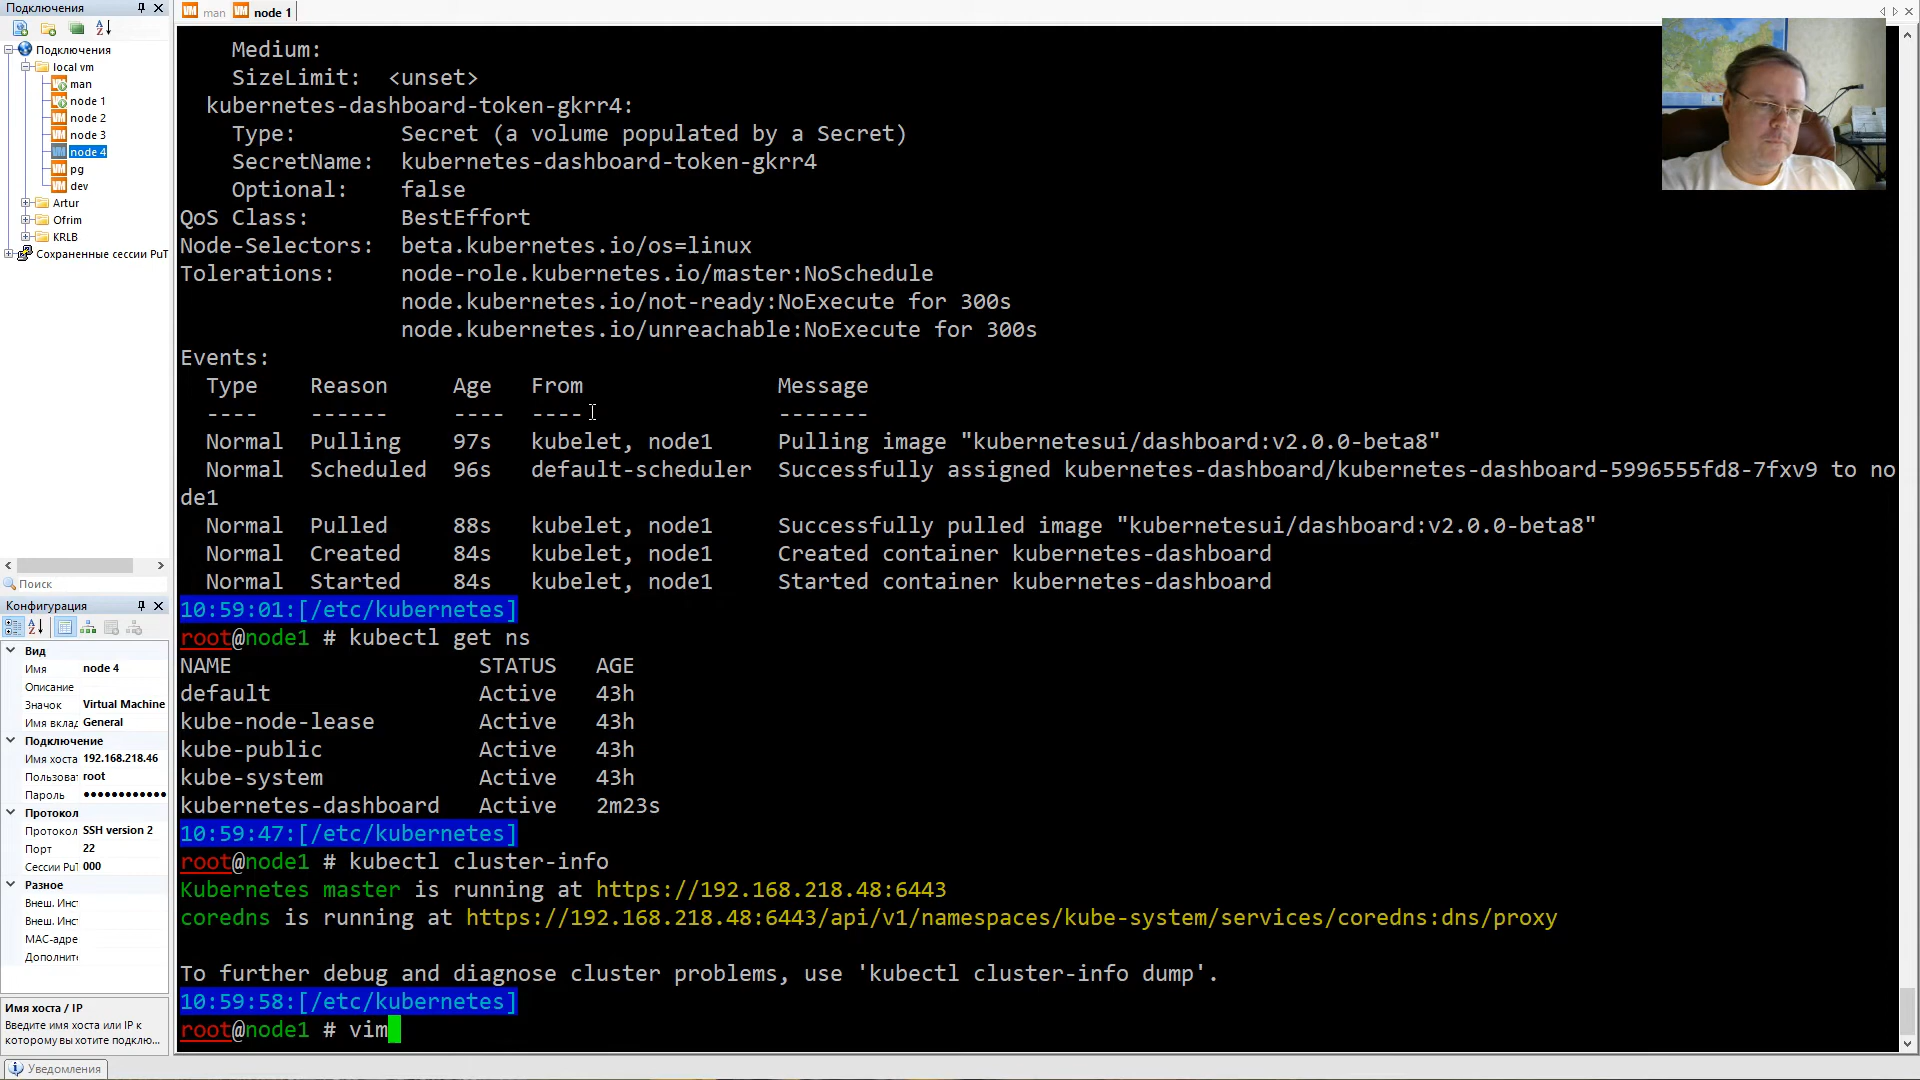 Подключения
Подключения
local vm
man
node 1
node 2
node 3
node 4
pg
dev
Artur
Ofrim
KRLB
Сохраненные сессии PuT
Поиск
Конфигурация
Вид
Имя node 4
Описание
Значок Virtual Machine
Имя вклад General
Подключение
Имя хоста 192.168.218.46
Пользова root
Пароль ●●●●●●●●●●●●
Протокол
Протокол SSH version 2
Порт 22
Сессии PuT 000
Разное
Внеш. Инс
Внеш. Инс
MAC-адре
Дополнит
Имя хоста / IP
Введите имя хоста или IP к
которому вы хотите подклю...
Уведомления
man node 1
Medium:
SizeLimit: <unset>
kubernetes-dashboard-token-gkrr4:
Type: Secret (a volume populated by a Secret)
SecretName: kubernetes-dashboard-token-gkrr4
Optional: false
QoS Class: BestEffort
Node-Selectors: beta.kubernetes.io/os=linux
Tolerations: node-role.kubernetes.io/master:NoSchedule
node.kubernetes.io/not-ready:NoExecute for 300s
node.kubernetes.io/unreachable:NoExecute for 300s
Events:
Type Reason Age From Message
---- ------ ---- ---- -------
Normal Pulling 97s kubelet, node1 Pulling image "kubernetesui/dashboard:v2.0.0-beta8"
Normal Scheduled 96s default-scheduler Successfully assigned kubernetes-dashboard/kubernetes-dashboard-5996555fd8-7fxv9 to no
de1
Normal Pulled 88s kubelet, node1 Successfully pulled image "kubernetesui/dashboard:v2.0.0-beta8"
Normal Created 84s kubelet, node1 Created container kubernetes-dashboard
Normal Started 84s kubelet, node1 Started container kubernetes-dashboard
10:59:01:[/etc/kubernetes]
root@node1 # kubectl get ns
NAME STATUS AGE
default Active 43h
kube-node-lease Active 43h
kube-public Active 43h
kube-system Active 43h
kubernetes-dashboard Active 2m23s
10:59:47:[/etc/kubernetes]
root@node1 # kubectl cluster-info
Kubernetes master is running at https://192.168.218.48:6443
coredns is running at https://192.168.218.48:6443/api/v1/namespaces/kube-system/services/coredns:dns/proxy
To further debug and diagnose cluster problems, use 'kubectl cluster-info dump'.
10:59:58:[/etc/kubernetes]
root@node1 # vim